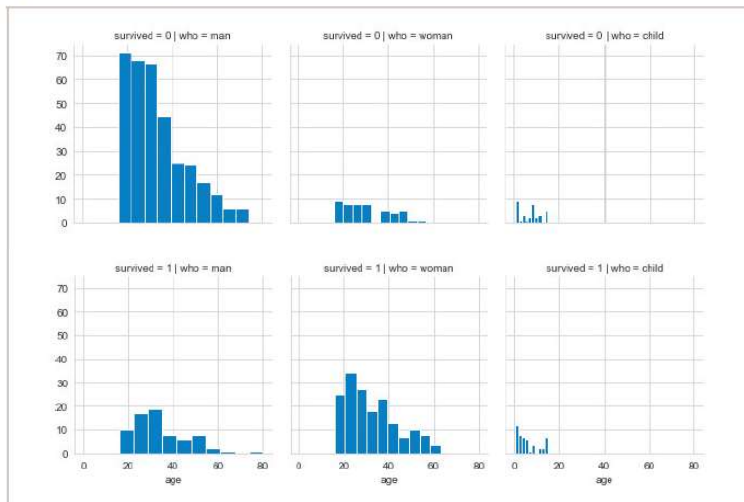 survived = 0 | who = man
survived = 0 | who = woman
survived = 0 | who = child
70
60
50
40
30
20
10
0
survived = 1 | who = man
survived = 1 | who = woman
survived = 1 | who = child
70
60
50
40
30
20
10
0
0 20 40 60 80
0 20 40 60 80
0 20 40 60 80
age
age
age